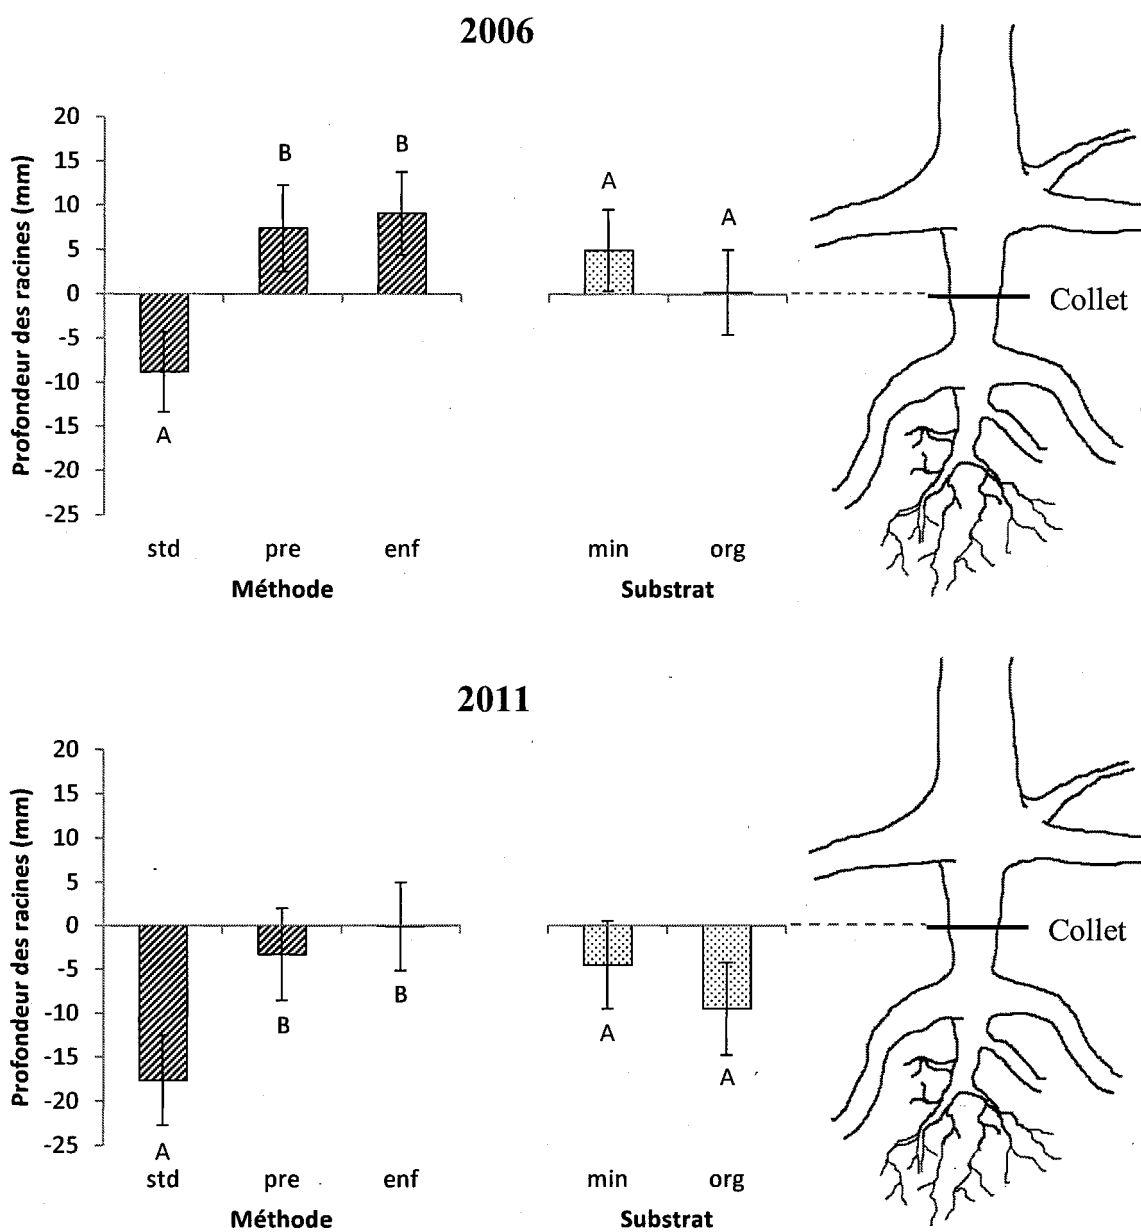 2006
Profondeur des racines (mm)
20
15
10
5
0
-5
-10
-15
-20
-25
A
B
B
A
A
Collet
std pre enf min org
Méthode Substrat
2011
Profondeur des racines (mm)
20
15
10
5
0
-5
-10
-15
-20
-25
A
B
B
A
A
Collet
std pre enf min org
Méthode Substrat